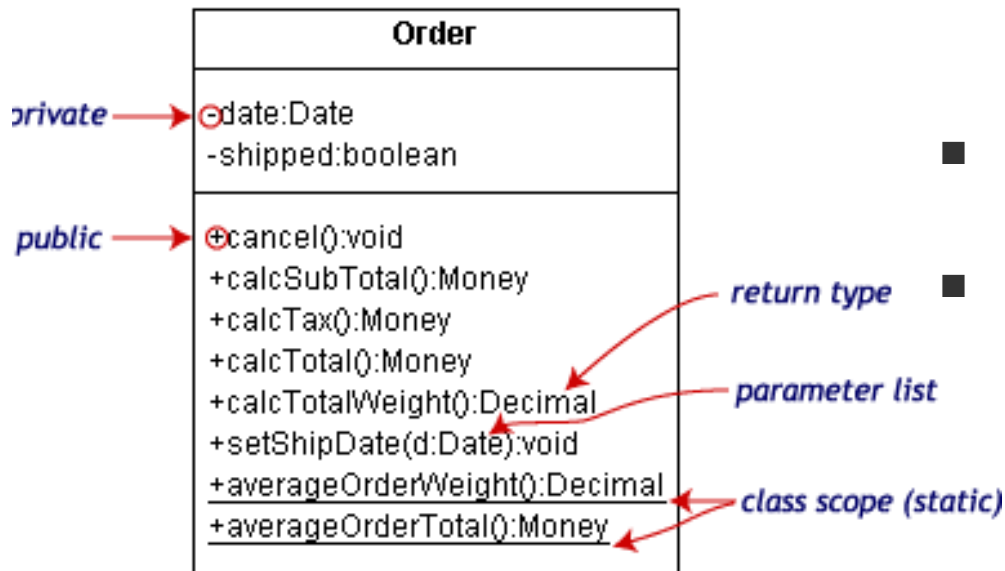 Order
private
-date:Date
-shipped:boolean
public
+cancel():void
+calcSubTotal():Money
+calcTax():Money
+calcTotal():Money
return type
+calcTotalWeight():Decimal
parameter list
+setShipDate(d:Date):void
+averageOrderWeight():Decimal
class scope (static)
+averageOrderTotal():Money